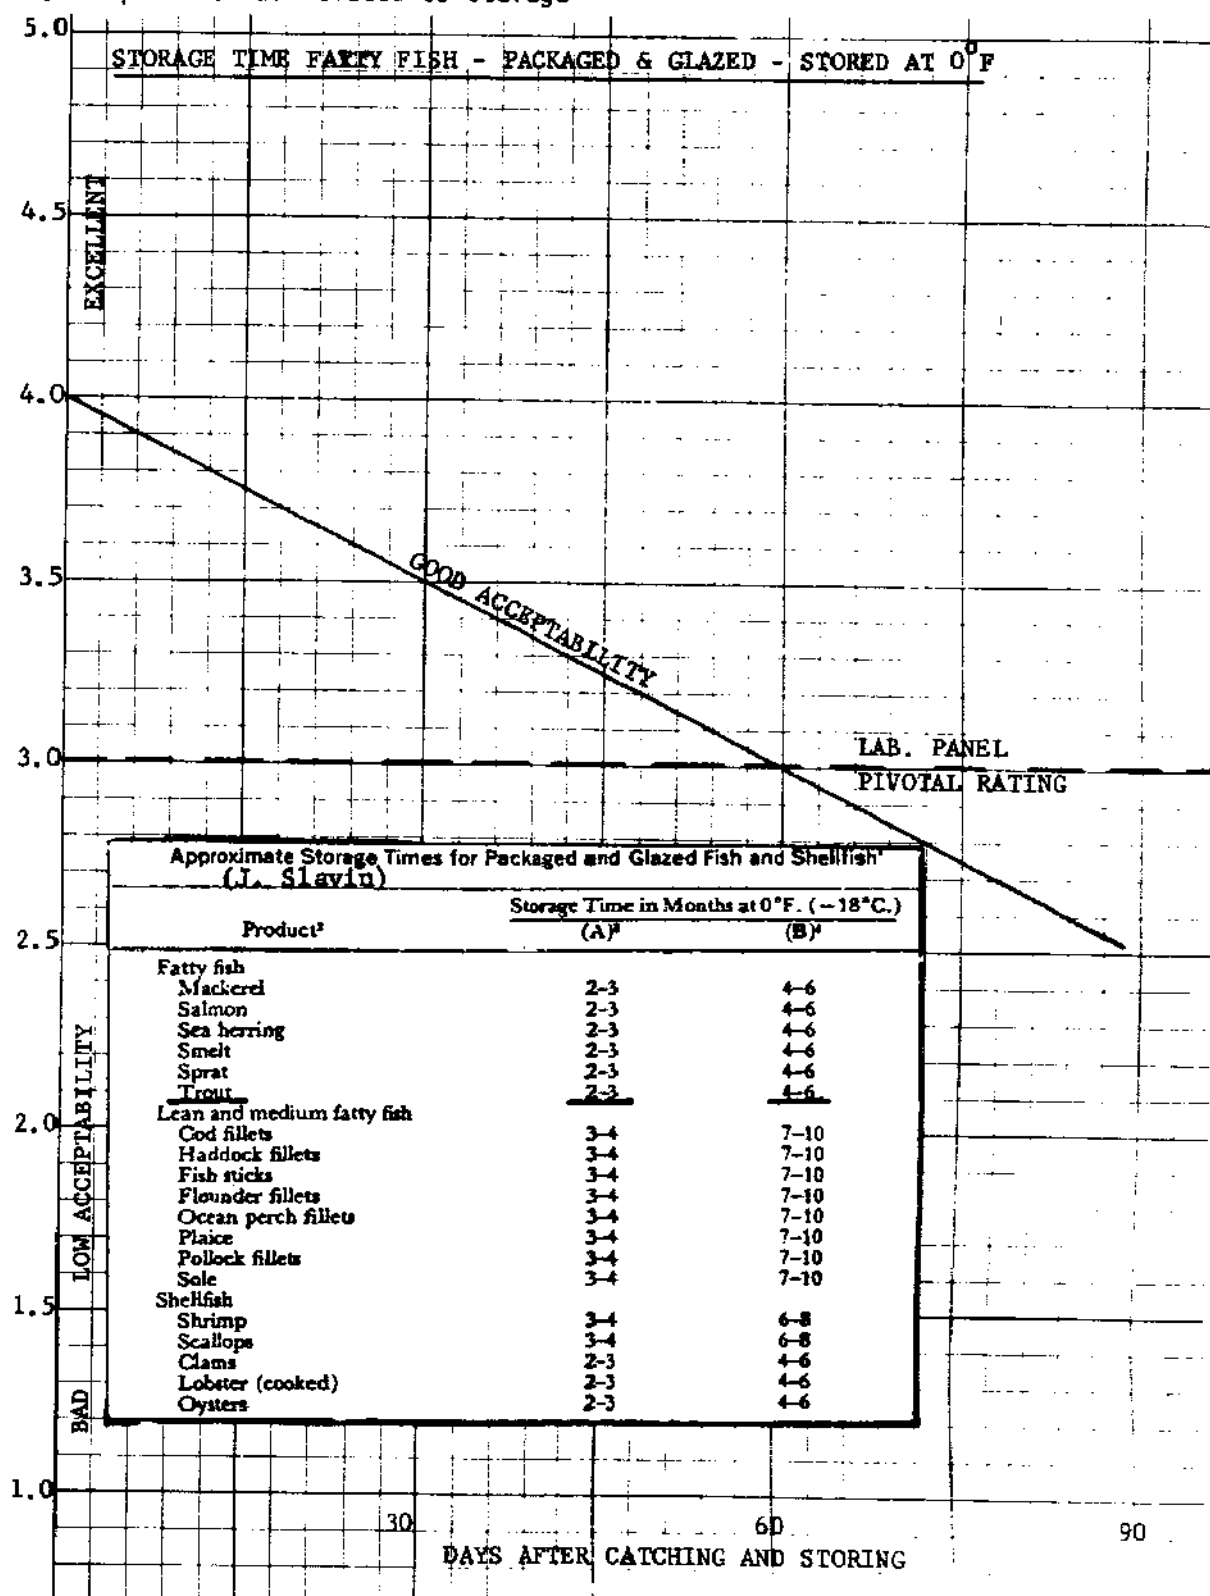 5.0
STORAGE TIME FATTY FISH - PACKAGED & GLAZED - STORED AT 0°F
EXCELLENT
4.5
4.0
3.5
GOOD ACCEPTABILITY
3.0
LAB. PANEL
PIVOTAL RATING
Approximate Storage Times for Packaged and Glazed Fish and Shellfish¹
(J. Slavin)
Storage Time in Months at 0°F. (−18°C.)
Product² (A)³ (B)⁴
2.5
Fatty fish
Mackerel 2-3 4-6
Salmon 2-3 4-6
Sea herring 2-3 4-6
Smelt 2-3 4-6
Sprat 2-3 4-6
Trout 2-3 4-6
LOW ACCEPTABILITY
2.0
Lean and medium fatty fish
Cod fillets 3-4 7-10
Haddock fillets 3-4 7-10
Fish sticks 3-4 7-10
Flounder fillets 3-4 7-10
Ocean perch fillets 3-4 7-10
Plaice 3-4 7-10
Pollock fillets 3-4 7-10
Sole 3-4 7-10
1.5
Shellfish
Shrimp 3-4 6-8
Scallops 3-4 6-8
Clams 2-3 4-6
Lobster (cooked) 2-3 4-6
Oysters 2-3 4-6
BAD
1.0
30 60 90
DAYS AFTER CATCHING AND STORING